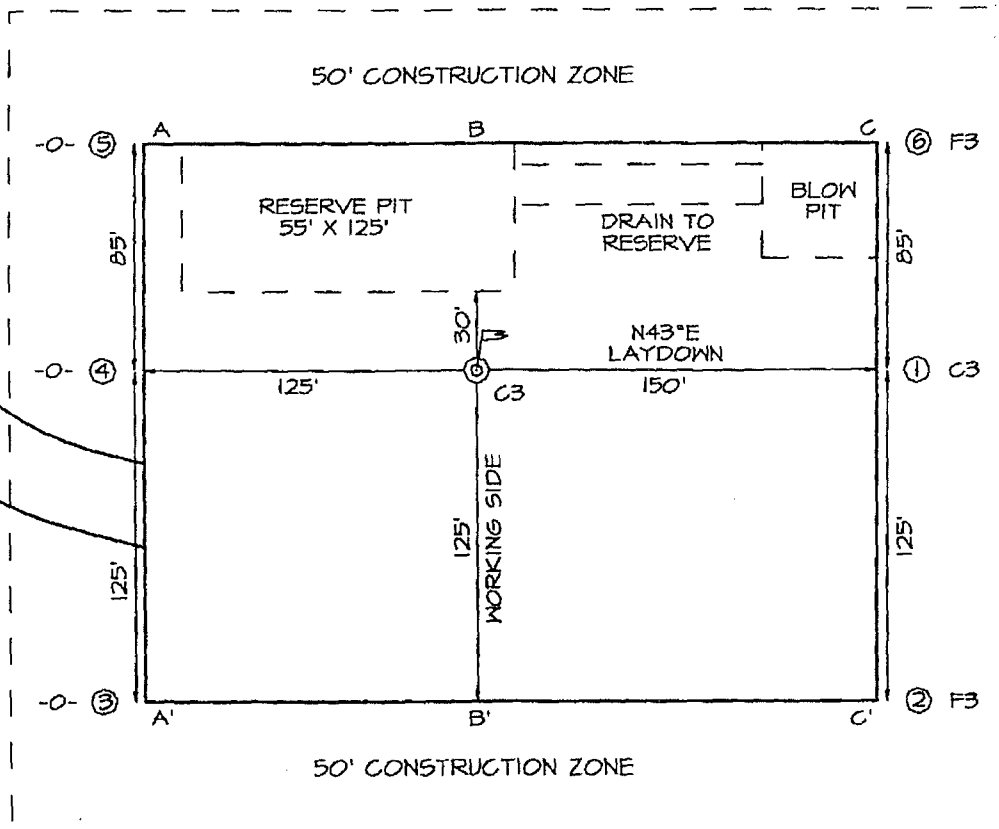 50' CONSTRUCTION ZONE
A B C
-0- ⑤ ⑥ F3
RESERVE PIT
55' X 125'
BLOW
PIT
DRAIN TO
RESERVE
85' 85'
30'
N43°E
LAYDOWN
-0- ④ ① C3
125' 150'
C3
WORKING SIDE
125' 125' 125'
-0- ③ ② F3
A' B' C'
50' CONSTRUCTION ZONE